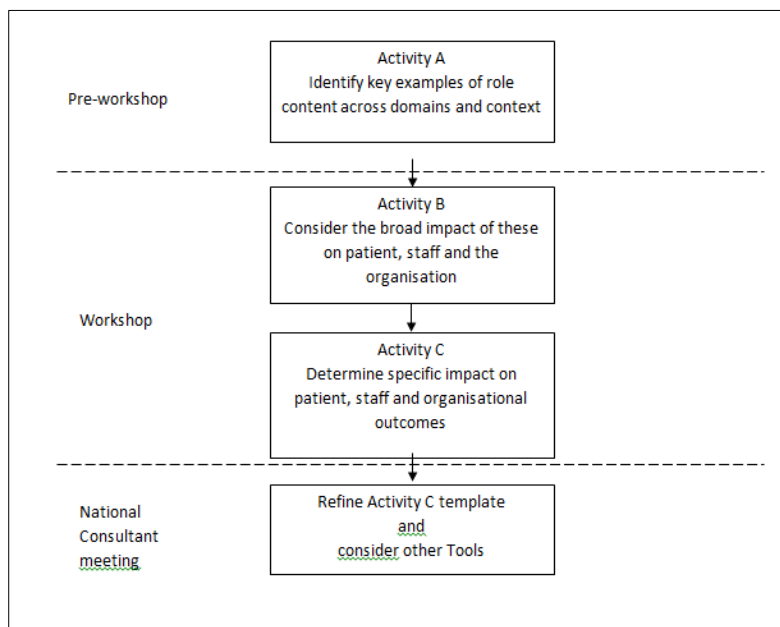 Activity A
Identify key examples of role
content across domains and context
Pre-workshop
Activity B
Consider the broad impact of these
on patient, staff and the
organisation
Workshop
Activity C
Determine specific impact on
patient, staff and organisational
outcomes
National
Consultant
meeting
Refine Activity C template
and
consider other Tools